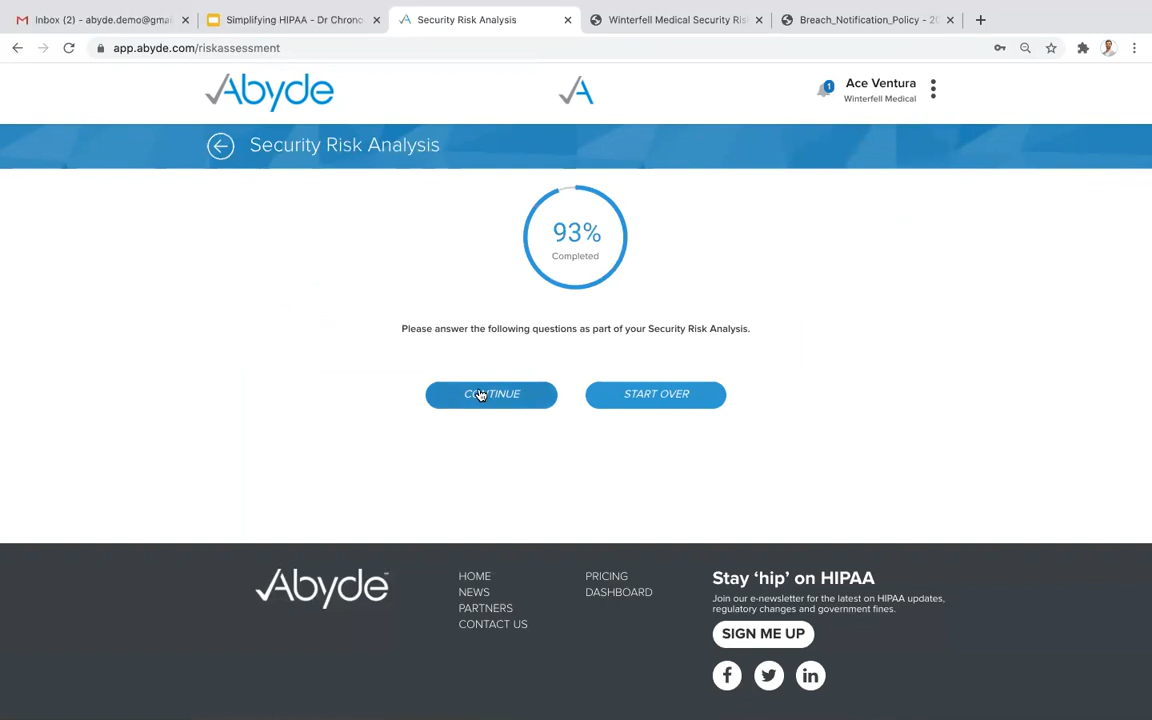 Inbox (2) - abyde.demo@gmai
Simplifying HIPAA - Dr Chrono
Security Risk Analysis
Winterfell Medical Security Ris
Breach_Notification_Policy - 20
app.abyde.com/riskassessment
Abyde
A
1
Ace Ventura
Winterfell Medical
Security Risk Analysis
93%
Completed
Please answer the following questions as part of your Security Risk Analysis.
CONTINUE
START OVER
Abyde
HOME
NEWS
PARTNERS
CONTACT US
PRICING
DASHBOARD
Stay ‘hip’ on HIPAA
Join our e-newsletter for the latest on HIPAA updates,
regulatory changes and government fines.
SIGN ME UP